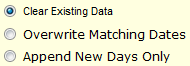 Clear Existing Data
Overwrite Matching Dates
Append New Days Only